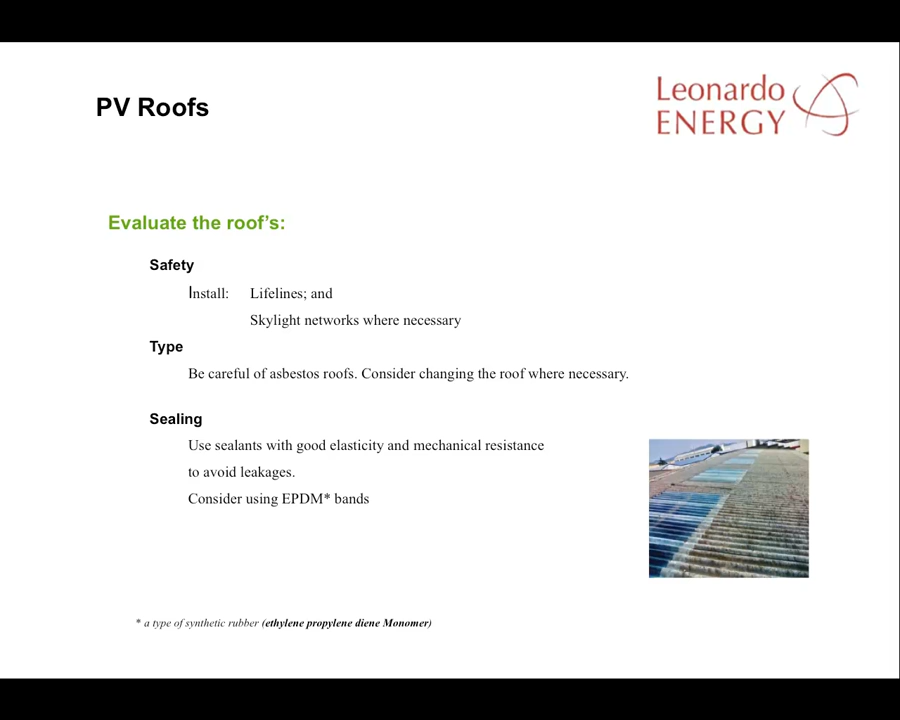 PV Roofs
Leonardo
ENERGY
Evaluate the roof’s:
Safety
Install: Lifelines; and
Skylight networks where necessary
Type
Be careful of asbestos roofs. Consider changing the roof where necessary.
Sealing
Use sealants with good elasticity and mechanical resistance
to avoid leakages.
Consider using EPDM* bands
* a type of synthetic rubber (ethylene propylene diene Monomer)